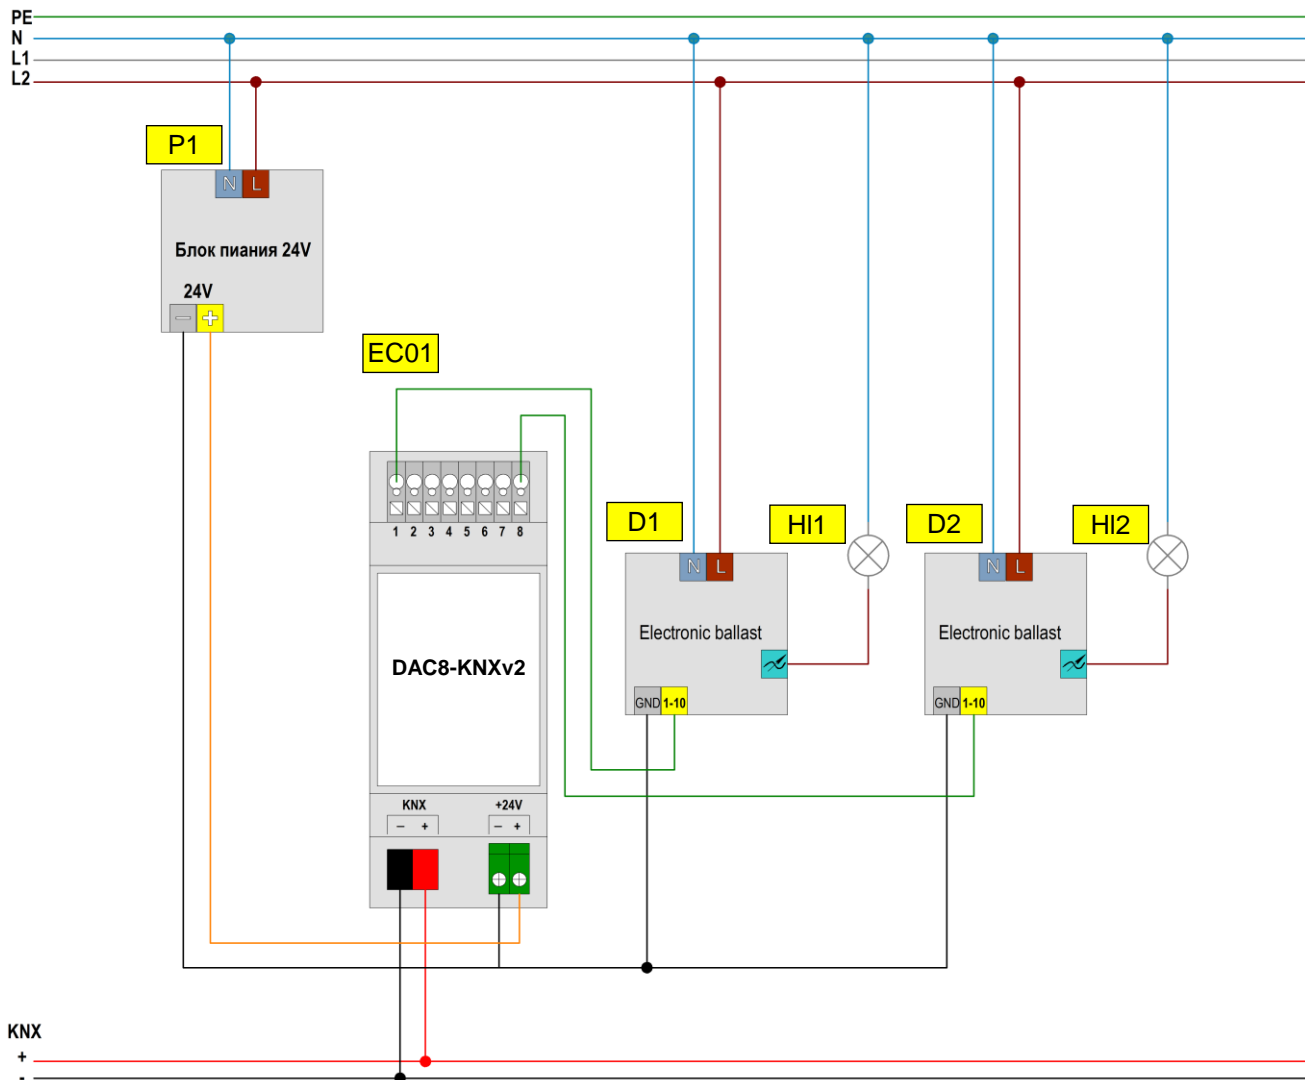 PE
N
L1
L2
P1
N L
Блок пиания 24V
24V
− +
EC01
1 2 3 4 5 6 7 8
DAC8-KNXv2
KNX +24V
− + − +
D1
Hl1
D2
Hl2
N L
N L
Electronic ballast
Electronic ballast
GND 1-10
GND 1-10
KNX
+
-